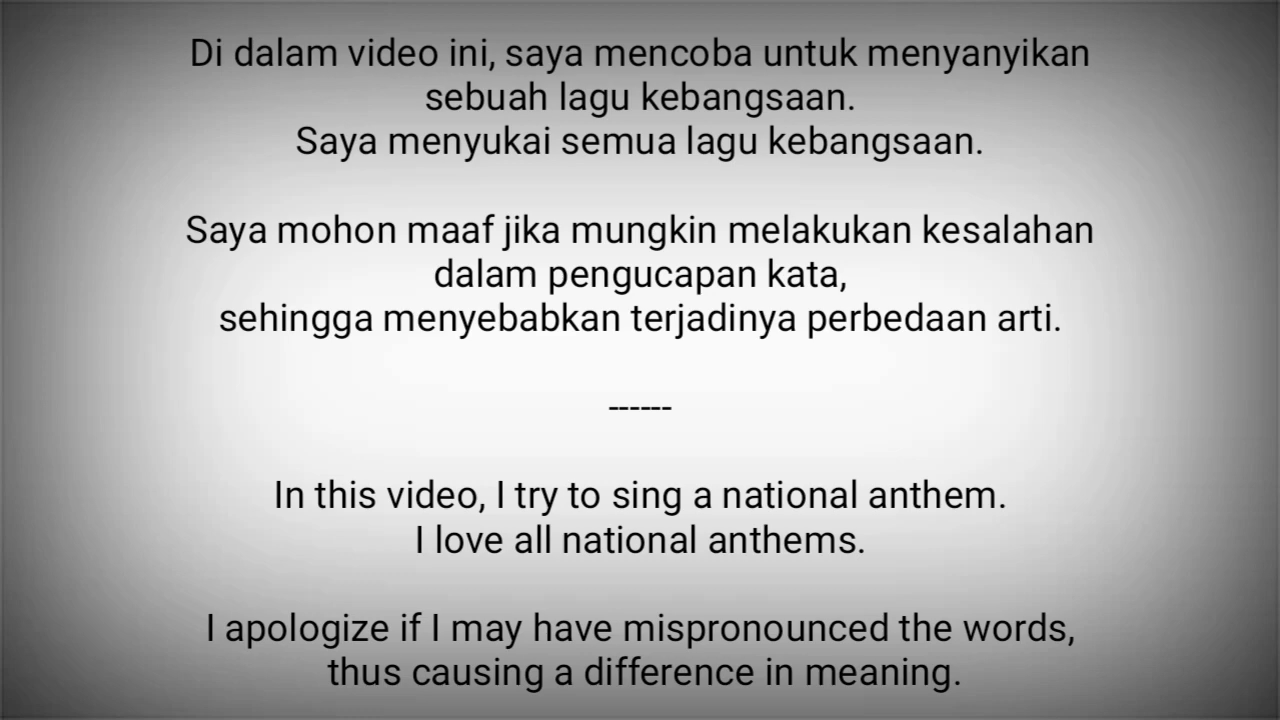 Di dalam video ini, saya mencoba untuk menyanyikan
sebuah lagu kebangsaan.
Saya menyukai semua lagu kebangsaan.
Saya mohon maaf jika mungkin melakukan kesalahan
dalam pengucapan kata,
sehingga menyebabkan terjadinya perbedaan arti.
------
In this video, I try to sing a national anthem.
I love all national anthems.
I apologize if I may have mispronounced the words,
thus causing a difference in meaning.